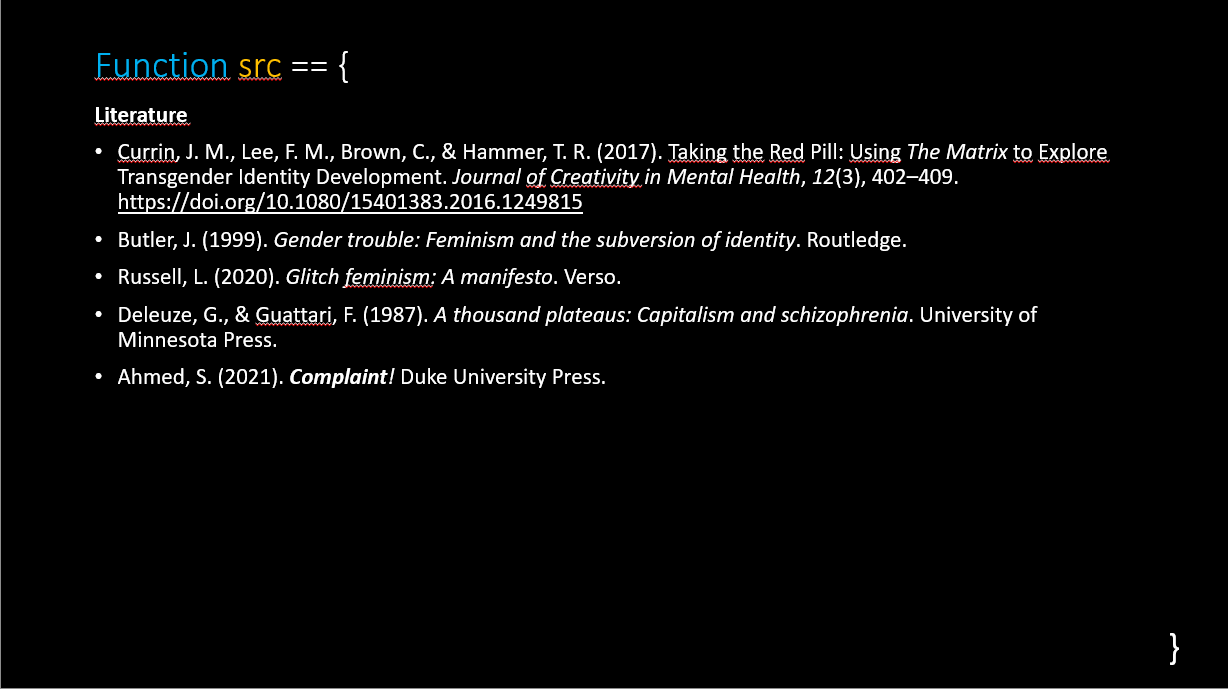 Function src == {
Literature
• Currin, J. M., Lee, F. M., Brown, C., & Hammer, T. R. (2017). Taking the Red Pill: Using The Matrix to Explore
Transgender Identity Development. Journal of Creativity in Mental Health, 12(3), 402–409.
https://doi.org/10.1080/15401383.2016.1249815
• Butler, J. (1999). Gender trouble: Feminism and the subversion of identity. Routledge.
• Russell, L. (2020). Glitch feminism: A manifesto. Verso.
• Deleuze, G., & Guattari, F. (1987). A thousand plateaus: Capitalism and schizophrenia. University of
Minnesota Press.
• Ahmed, S. (2021). Complaint! Duke University Press.
}